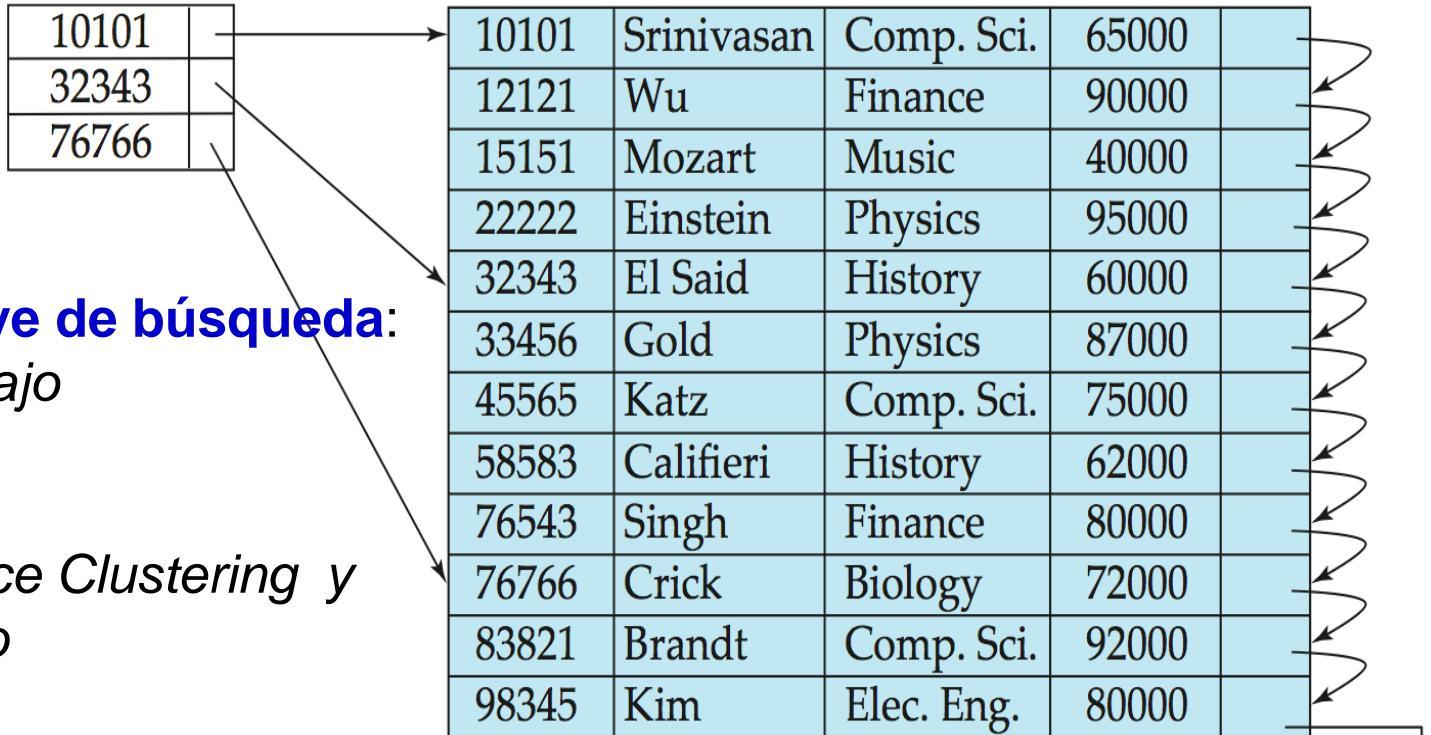 10101
32343
76766
ve de búsqueda:
ajo
ce Clustering y
o
10101 Srinivasan Comp. Sci. 65000
12121 Wu Finance 90000
15151 Mozart Music 40000
22222 Einstein Physics 95000
32343 El Said History 60000
33456 Gold Physics 87000
45565 Katz Comp. Sci. 75000
58583 Califieri History 62000
76543 Singh Finance 80000
76766 Crick Biology 72000
83821 Brandt Comp. Sci. 92000
98345 Kim Elec. Eng. 80000